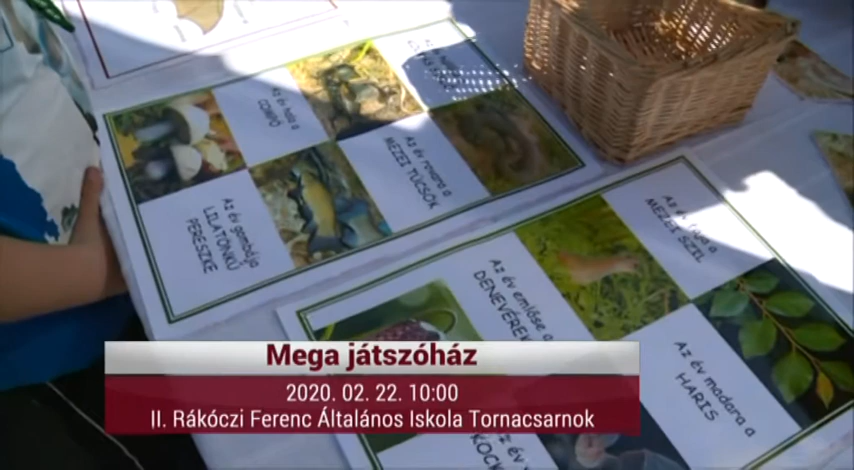 Az év hala a
COMPÓ
Az év rovara a
MEZEI TÜCSÖK
Az év gombája
LILATÖNKŰ
PERESZKE
Az év fája a
MEZEI SZIL
Az év emlőse a
DENEVÉREK
Az év madara a
HARIS
Mega játszóház
2020. 02. 22. 10:00
II. Rákóczi Ferenc Általános Iskola Tornacsarnok